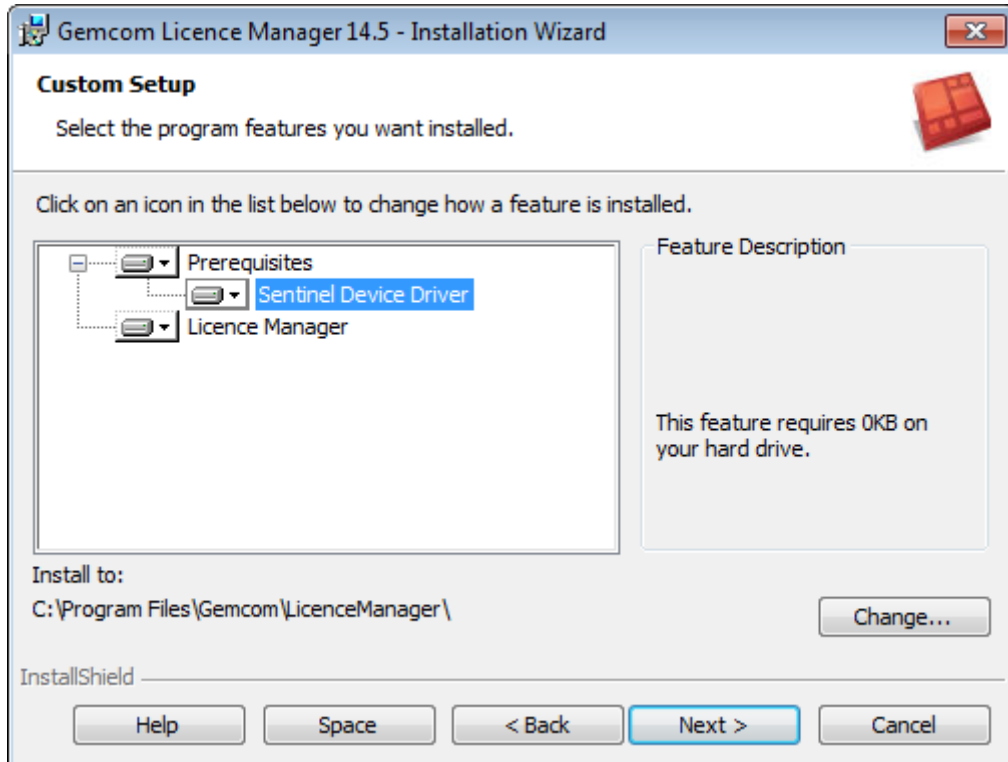 Gemcom Licence Manager 14.5 - Installation Wizard
Custom Setup
Select the program features you want installed.
Click on an icon in the list below to change how a feature is installed.
Prerequisites
Sentinel Device Driver
Licence Manager
Feature Description
This feature requires 0KB on
your hard drive.
Install to:
C:\Program Files\Gemcom\LicenceManager\
Change...
InstallShield
Help
Space
< Back
Next >
Cancel